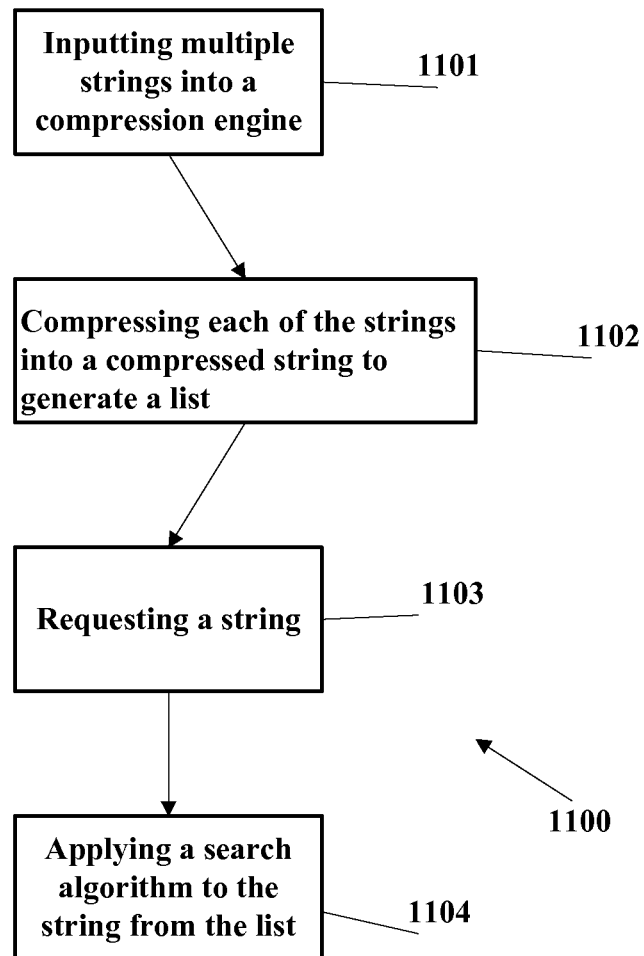 Inputting multiple
strings into a
compression engine
1101
Compressing each of the strings
into a compressed string to
generate a list
1102
Requesting a string
1103
1100
Applying a search
algorithm to the
string from the list
1104